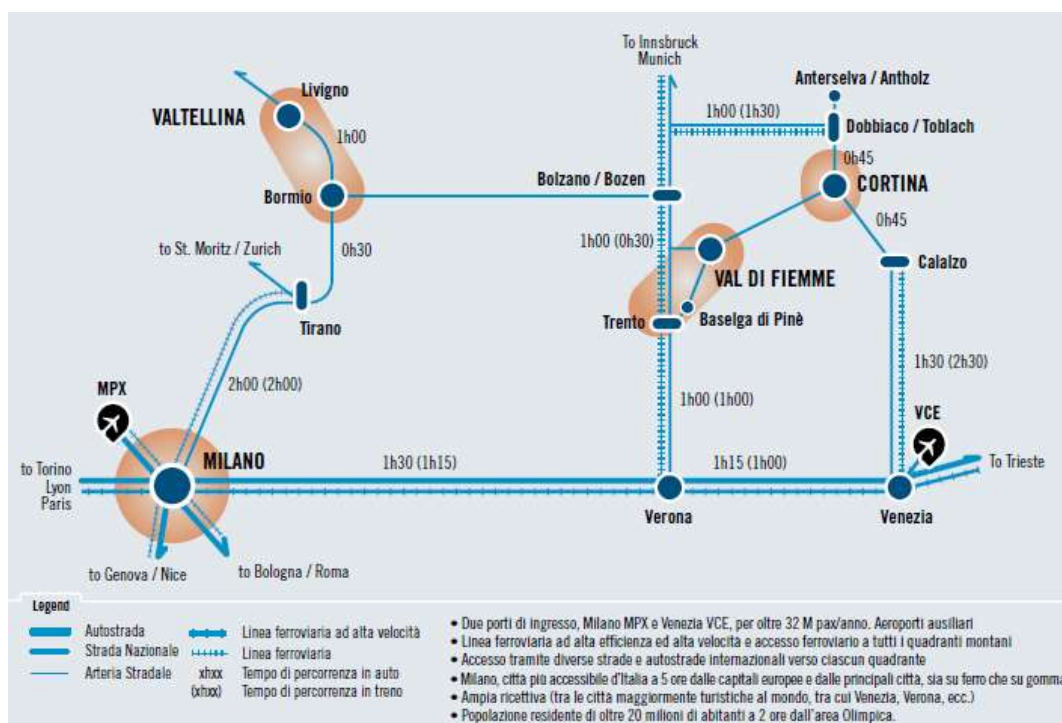 To Innsbruck
Munich
Anterselva / Antholz
Livigno
VALTELLINA
1h00
1h00 (1h30)
Dobbiaco / Toblach
0h45
Bolzano / Bozen
CORTINA
Bormio
0h45
to St. Moritz / Zurich
0h30
1h00 (0h30)
VAL DI FIEMME
Calalzo
Tirano
Trento
Baselga di Pinè
1h30 (2h30)
MPX
2h00 (2h00)
1h00 (1h00)
VCE
MILANO
1h30 (1h15)
1h15 (1h00)
To Trieste
to Torino
Lyon
Paris
Verona
Venezia
to Genova / Nice
to Bologna / Roma
Legend
Autostrada
Strada Nazionale
Arteria Stradale
Linea ferroviaria ad alta velocità
Linea ferroviaria
xhxx Tempo di percorrenza in auto
(xhxx) Tempo di percorrenza in treno
• Due porti di ingresso, Milano MPX e Venezia VCE, per oltre 32 M pax/anno. Aeroporti ausiliari
• Linea ferroviaria ad alta efficienza ed alta velocità e accesso ferroviario a tutti i quadranti montani
• Accesso tramite diverse strade e autostrade internazionali verso ciascun quadrante
• Milano, città più accessibile d'Italia a 5 ore dalle capitali europee e dalle principali città, sia su ferro che su gomma
• Ampia ricettiva (tra le città maggiormente turistiche al mondo, tra cui Venezia, Verona, ecc.)
• Popolazione residente di oltre 20 milioni di abitanti a 2 ore dall'area Olimpica.